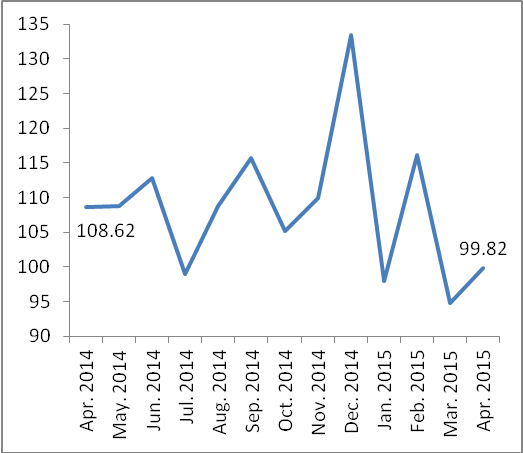 135
130
125
120
115
110
105
100
95
90
108.62
99.82
Apr. 2014
May. 2014
Jun. 2014
Jul. 2014
Aug. 2014
Sep. 2014
Oct. 2014
Nov. 2014
Dec. 2014
Jan. 2015
Feb. 2015
Mar. 2015
Apr. 2015